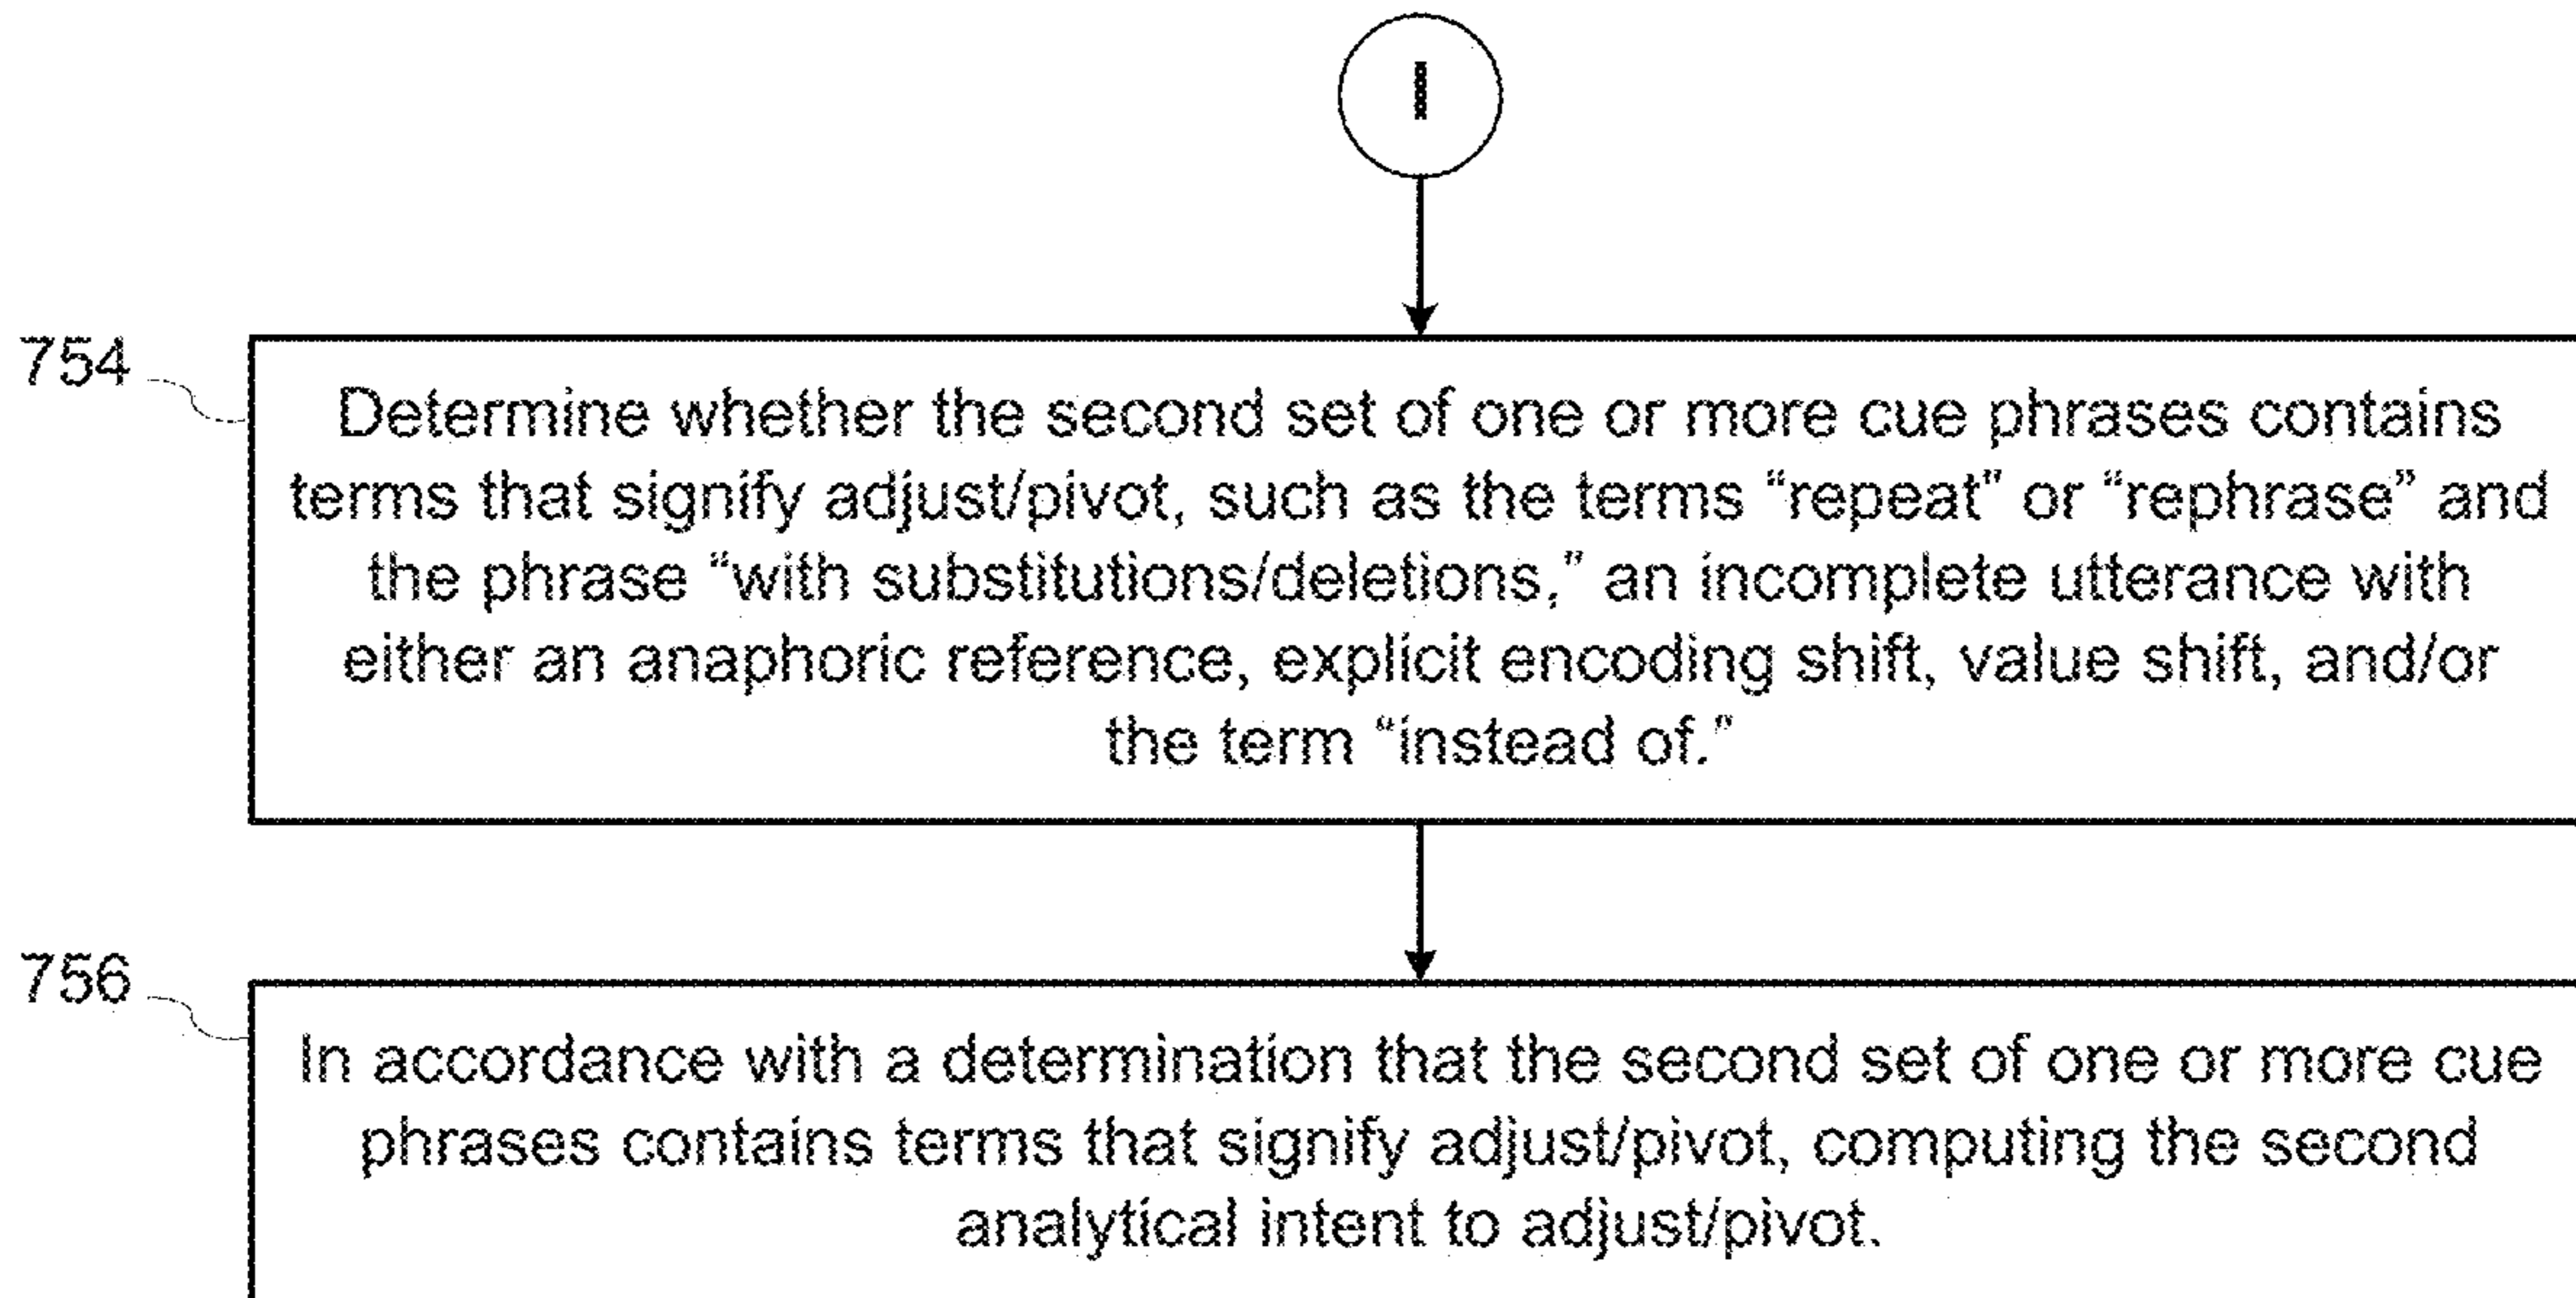 I
754
Determine whether the second set of one or more cue phrases contains
terms that signify adjust/pivot, such as the terms “repeat” or “rephrase” and
the phrase “with substitutions/deletions,” an incomplete utterance with
either an anaphoric reference, explicit encoding shift, value shift, and/or
the term “instead of.”
756
In accordance with a determination that the second set of one or more cue
phrases contains terms that signify adjust/pivot, computing the second
analytical intent to adjust/pivot.